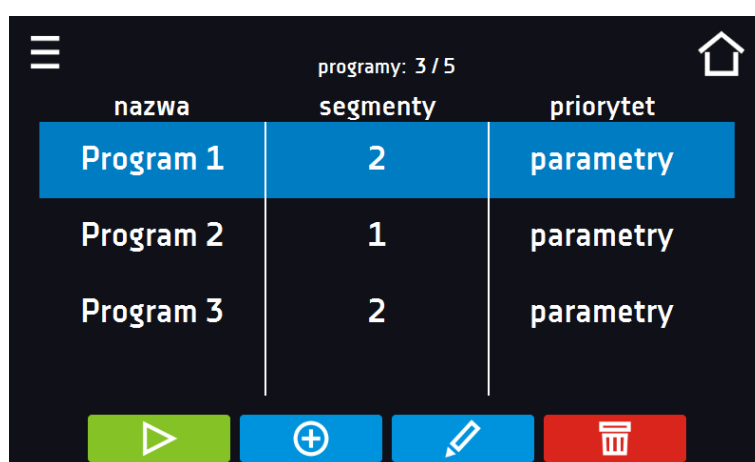 programy: 3 / 5
nazwa segmenty priorytet
Program 1 2 parametry
Program 2 1 parametry
Program 3 2 parametry